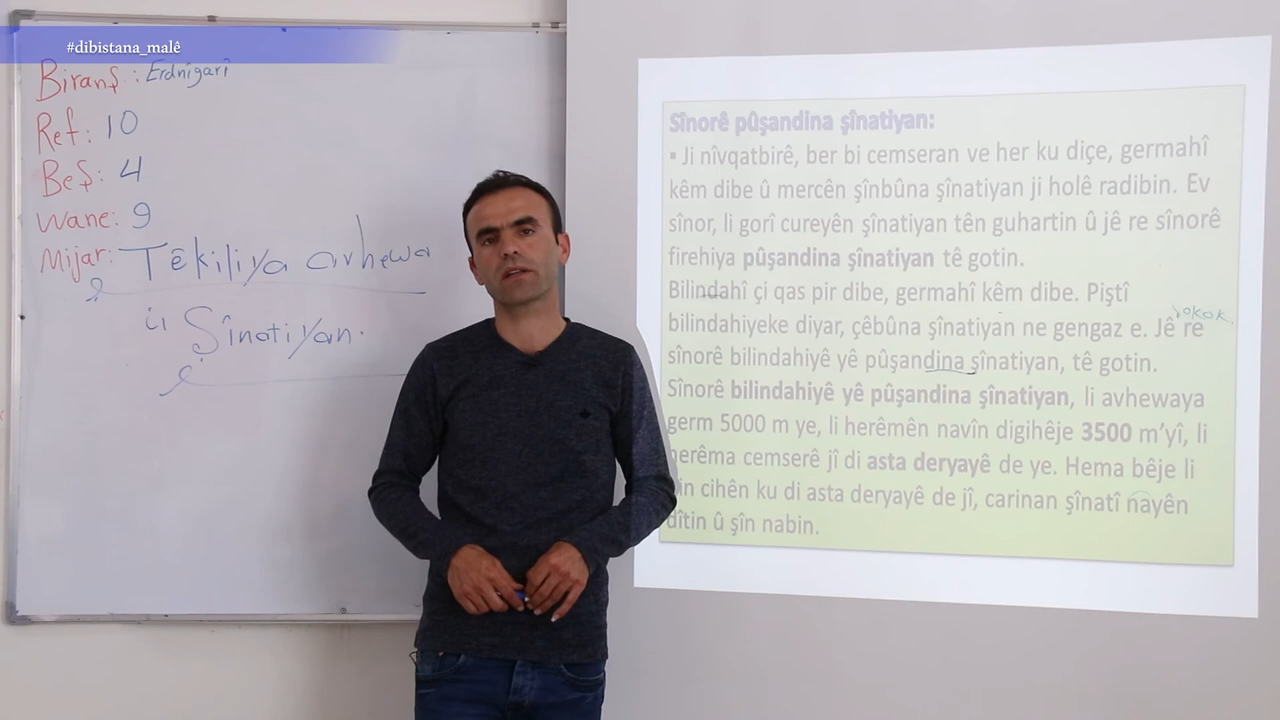 #dibistana_malê
Biranş : Erdnîgarî
Ref: 10
Beş: 4
Wane: 9
Mijar: Têkiliya avhewa
û Şînatiyan.
Sînorê pûşandina şînatiyan:
▪ Ji nîvqatbirê, ber bi cemseran ve her ku diçe, germahî
kêm dibe û mercên şînbûna şînatiyan ji holê radibin. Ev
sînor, li gorî cureyên şînatiyan tên guhartin û jê re sînorê
firehiya pûşandina şînatiyan tê gotin.
Bilindahî çi qas pir dibe, germahî kêm dibe. Piştî
bilindahiyeke diyar, çêbûna şînatiyan ne gengaz e. Jê re
sînorê bilindahiyê yê pûşandina şînatiyan, tê gotin.
Sînorê bilindahiyê yê pûşandina şînatiyan, li avhewaya
germ 5000 m ye, li herêmên navîn digihêje 3500 m'yî, li
herêma cemserê jî di asta deryayê de ye. Hema bêje li
cihên ku di asta deryayê de jî, carinan şînatî nayên
dîtin û şîn nabin.